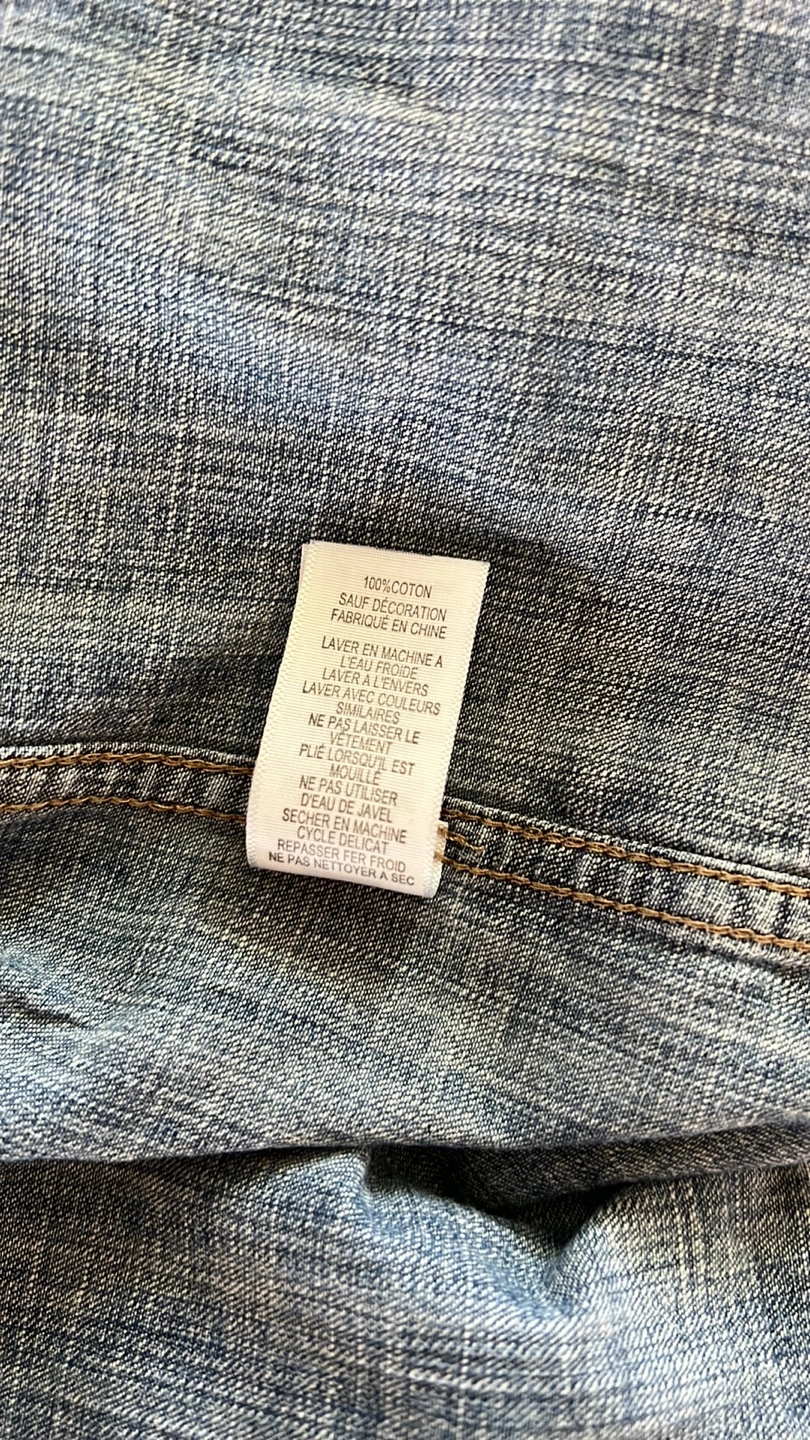 100%COTON
SAUF DÉCORATION
FABRIQUÉ EN CHINE
LAVER EN MACHINE A
L'EAU FROIDE
LAVER A L'ENVERS
LAVER AVEC COULEURS
SIMILAIRES
NE PAS LAISSER LE
VÊTEMENT
PLIÉ LORSQU'IL EST
MOUILLÉ
NE PAS UTILISER
D'EAU DE JAVEL
SECHER EN MACHINE
CYCLE DELICAT
REPASSER FER FROID
NE PAS NETTOYER A SEC